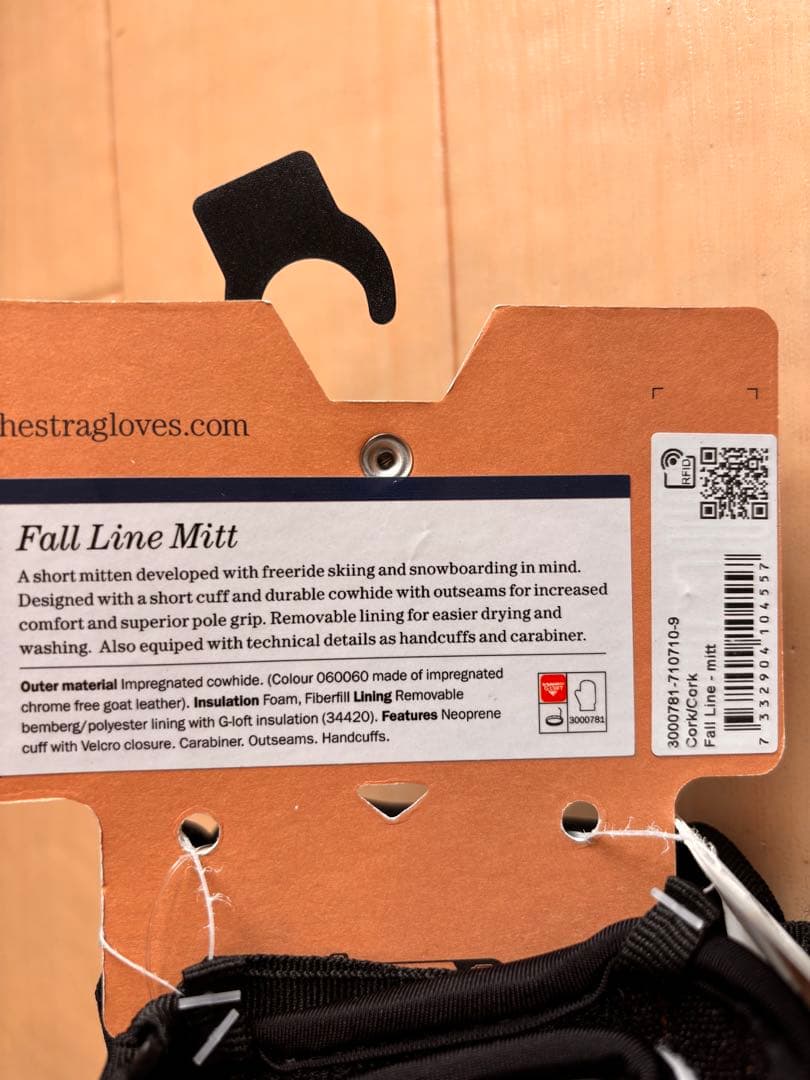 hestragloves.com
Fall Line Mitt
A short mitten developed with freeride skiing and snowboarding in mind.
Designed with a short cuff and durable cowhide with outseams for increased
comfort and superior pole grip. Removable lining for easier drying and
washing. Also equiped with technical details as handcuffs and carabiner.
Outer material Impregnated cowhide. (Colour 060060 made of impregnated
chrome free goat leather). Insulation Foam, Fiberfill Lining Removable
bemberg/polyester lining with G-loft insulation (34420). Features Neoprene
cuff with Velcro closure. Carabiner. Outseams. Handcuffs.
3000781
RFID
3000781-710710-9
Cork/Cork
Fall Line - mitt
7 332904 104557